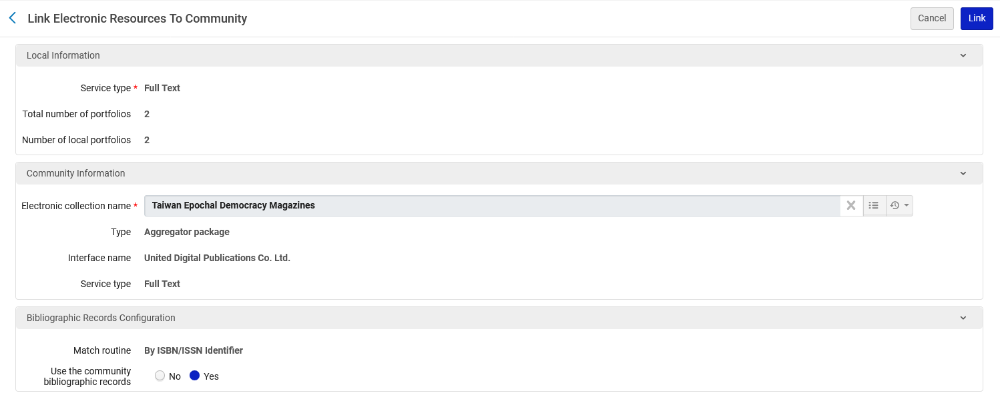 Link Electronic Resources To Community
Cancel
Link
Local Information
Service type * Full Text
Total number of portfolios 2
Number of local portfolios 2
Community Information
Electronic collection name * Taiwan Epochal Democracy Magazines
Type Aggregator package
Interface name United Digital Publications Co. Ltd.
Service type Full Text
Bibliographic Records Configuration
Match routine By ISBN/ISSN Identifier
Use the community
bibliographic records
No Yes